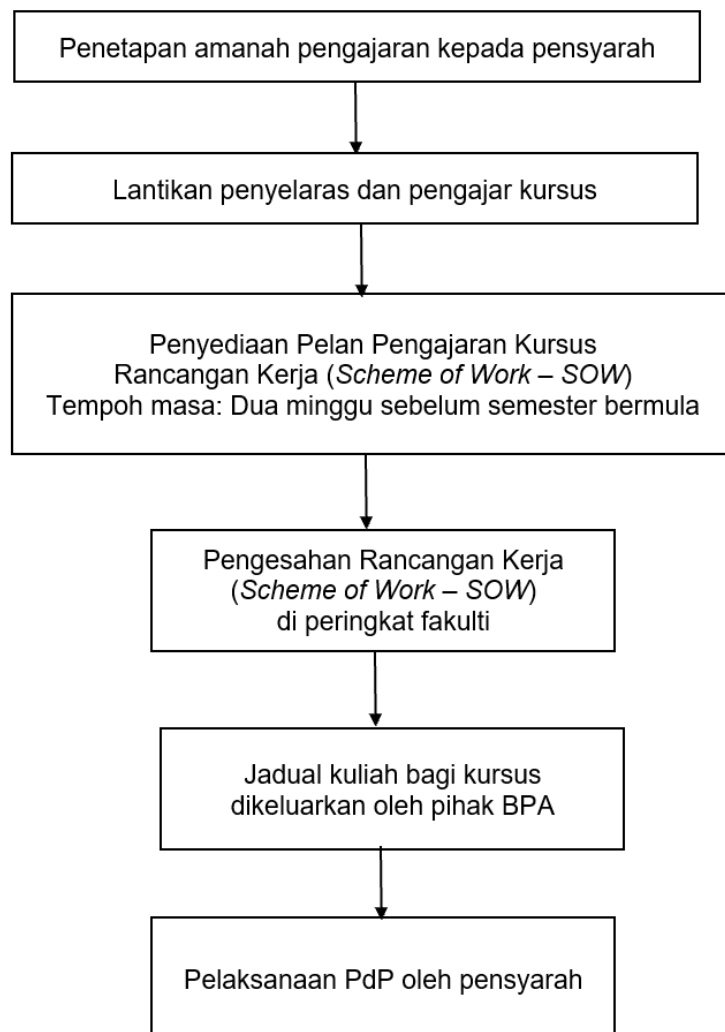 Penetapan amanah pengajaran kepada pensyarah
Lantikan penyelaras dan pengajar kursus
Penyediaan Pelan Pengajaran Kursus
Rancangan Kerja (Scheme of Work – SOW)
Tempoh masa: Dua minggu sebelum semester bermula
Pengesahan Rancangan Kerja
(Scheme of Work – SOW)
di peringkat fakulti
Jadual kuliah bagi kursus
dikeluarkan oleh pihak BPA
Pelaksanaan PdP oleh pensyarah